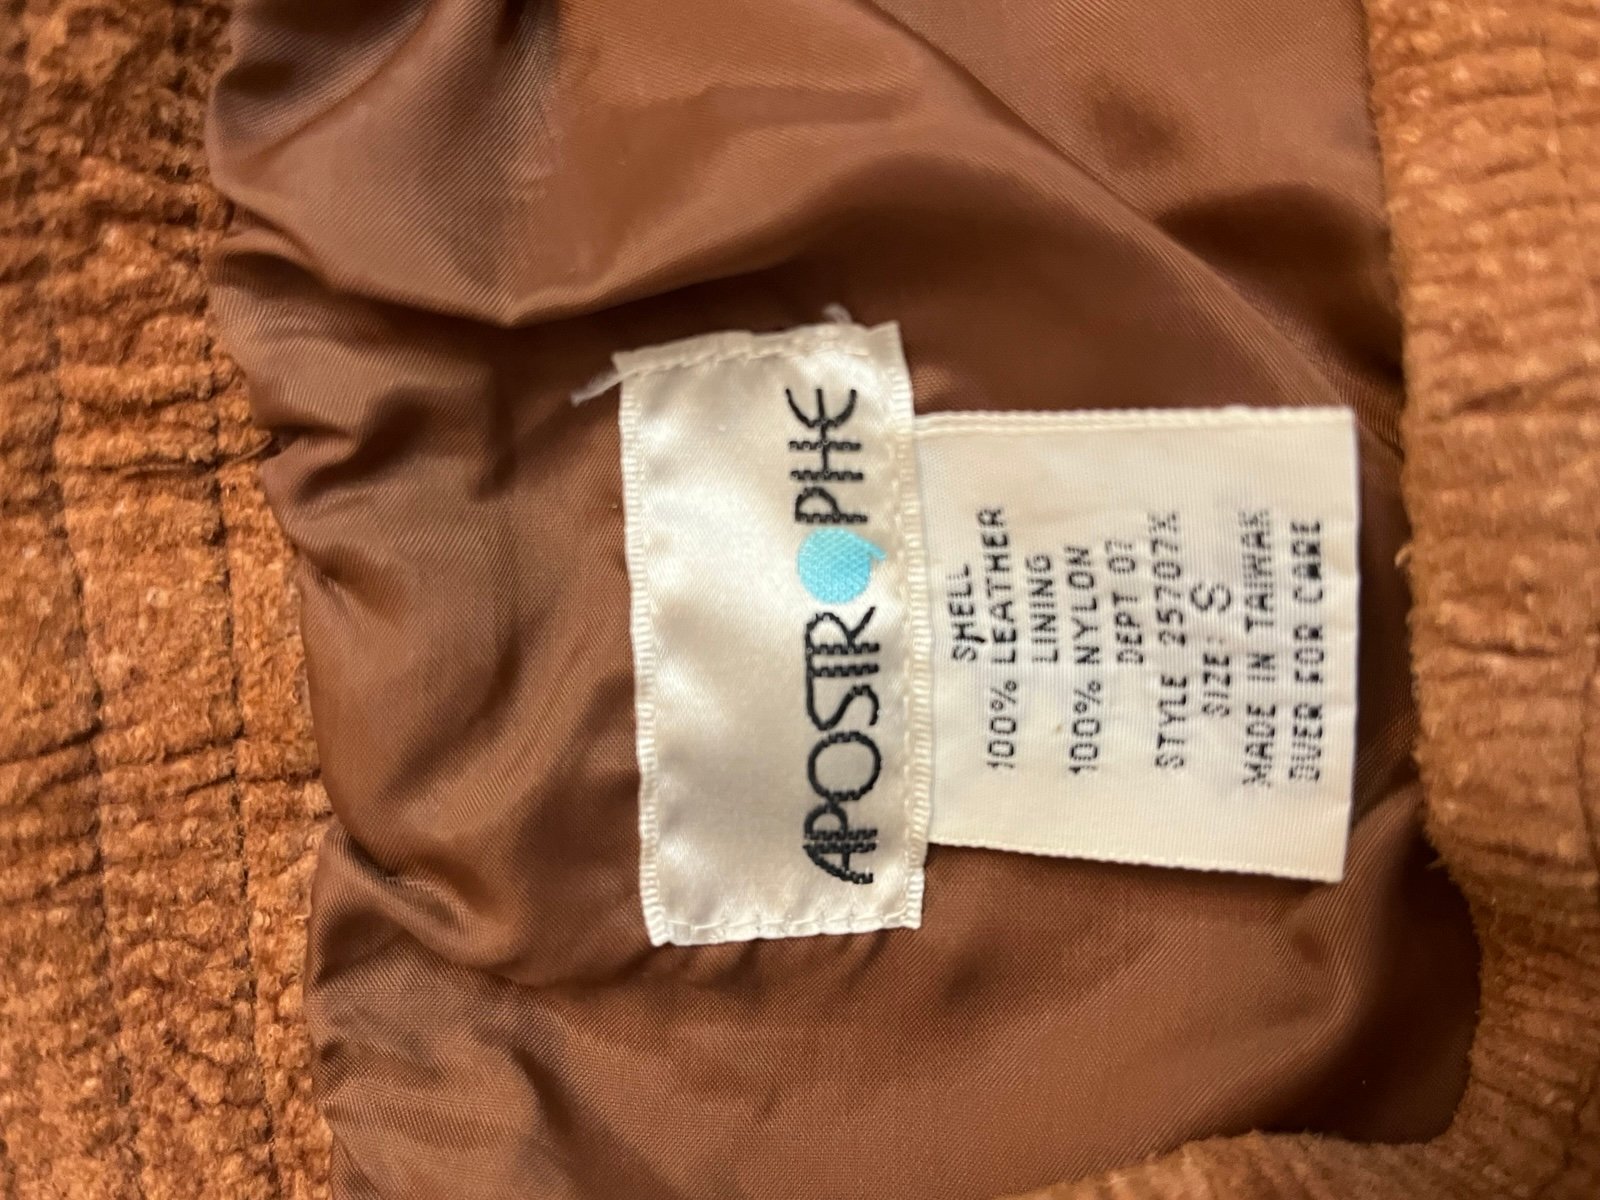 APOSTROPHE
SHELL
100% LEATHER
LINING
100% NYLON
DEPT 07
STYLE 25707X
SIZE: S
MADE IN TAIWAN
OVER FOR CARE